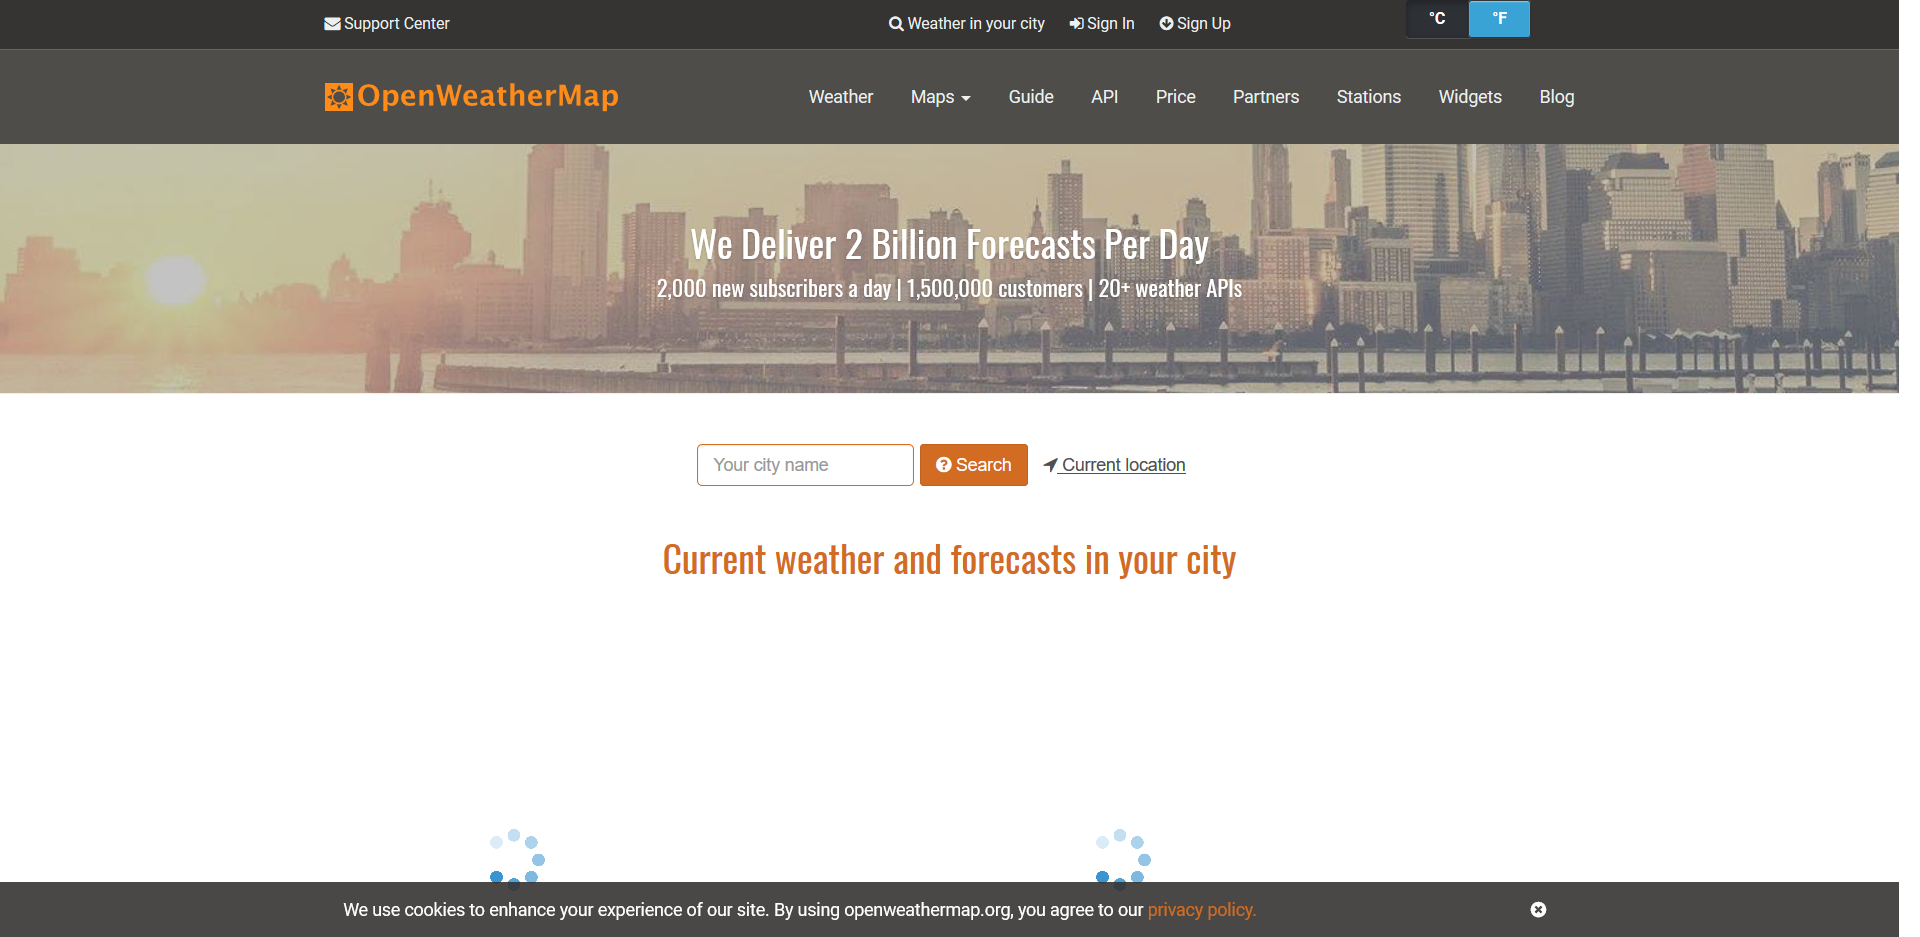 Support Center
Weather in your city
Sign In
Sign Up
°C
°F
OpenWeatherMap
Weather
Maps
Guide
API
Price
Partners
Stations
Widgets
Blog
We Deliver 2 Billion Forecasts Per Day
2,000 new subscribers a day | 1,500,000 customers | 20+ weather APIs
Your city name
Search
Current location
Current weather and forecasts in your city
We use cookies to enhance your experience of our site. By using openweathermap.org, you agree to our privacy policy.